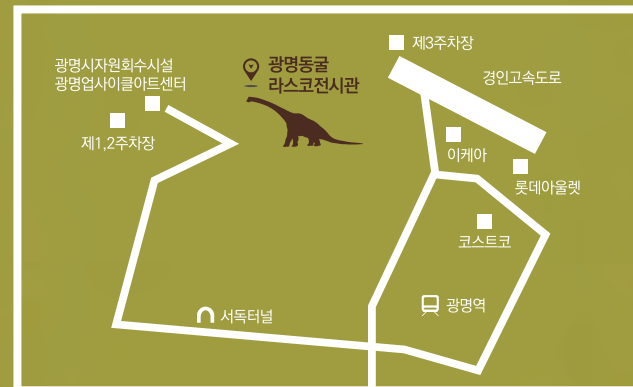 광명시자원회수시설
광명업사이클아트센터
제1,2주차장
광명동굴
라스코전시관
제3주차장
경인고속도로
이케아
롯데아울렛
코스트코
광명역
서독터널